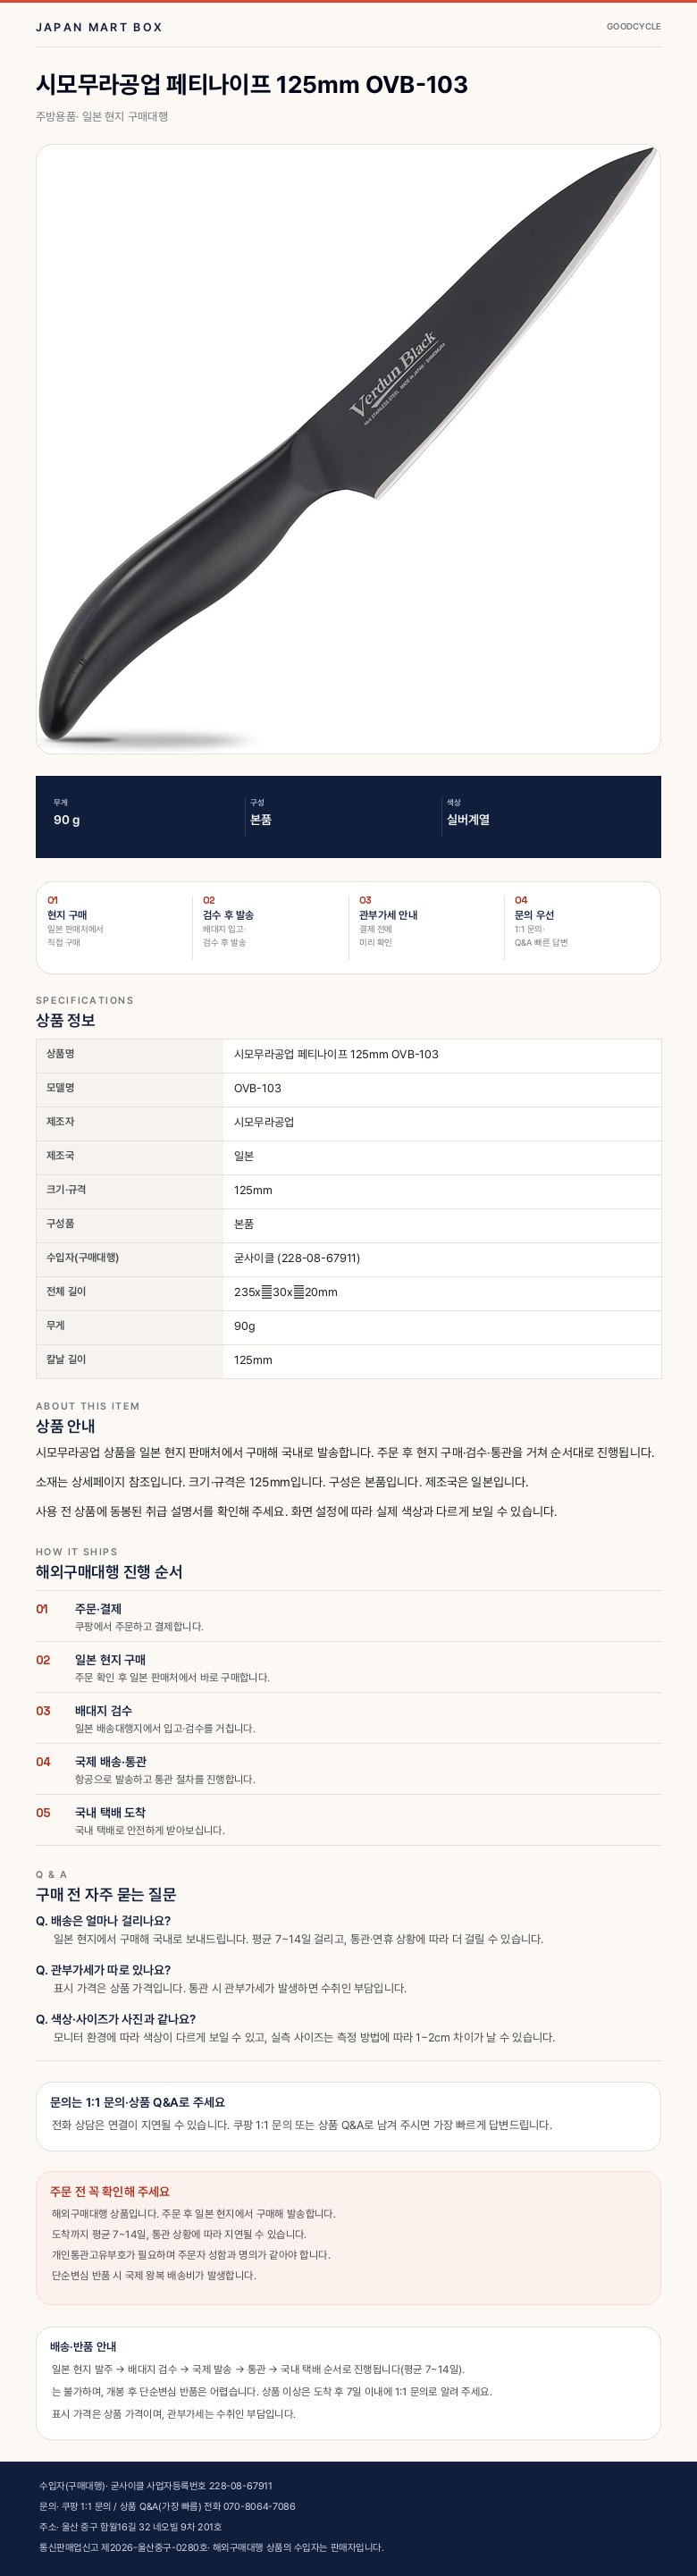 JAPAN MART BOX
GOODCYCLE
시모무라공업 페티나이프 125mm OVB-103
주방용품· 일본 현지 구매대행
Verdun Black
무게
90 g
구성
본품
색상
실버계열
01
현지 구매
일본 판매처에서
직접 구매
02
검수 후 발송
배대지 입고·
검수 후 발송
03
관부가세 안내
결제 전에
미리 확인
04
문의 우선
1:1 문의·
Q&A 빠른 답변
SPECIFICATIONS
상품 정보
상품명 시모무라공업 페티나이프 125mm OVB-103
모델명 OVB-103
제조자 시모무라공업
제조국 일본
크기·규격 125mm
구성품 본품
수입자(구매대행) 굳사이클 (228-08-67911)
전체 길이 235x䷀30x䷀20mm
무게 90g
칼날 길이 125mm
ABOUT THIS ITEM
상품 안내
시모무라공업 상품을 일본 현지 판매처에서 구매해 국내로 발송합니다. 주문 후 현지 구매·검수·통관을 거쳐 순서대로 진행됩니다.
소재는 상세페이지 참조입니다. 크기·규격은 125mm입니다. 구성은 본품입니다. 제조국은 일본입니다.
사용 전 상품에 동봉된 취급 설명서를 확인해 주세요. 화면 설정에 따라 실제 색상과 다르게 보일 수 있습니다.
HOW IT SHIPS
해외구매대행 진행 순서
01 주문·결제
쿠팡에서 주문하고 결제합니다.
02 일본 현지 구매
주문 확인 후 일본 판매처에서 바로 구매합니다.
03 배대지 검수
일본 배송대행지에서 입고·검수를 거칩니다.
04 국제 배송·통관
항공으로 발송하고 통관 절차를 진행합니다.
05 국내 택배 도착
국내 택배로 안전하게 받아보십니다.
Q & A
구매 전 자주 묻는 질문
Q. 배송은 얼마나 걸리나요?
일본 현지에서 구매해 국내로 보내드립니다. 평균 7~14일 걸리고, 통관·연휴 상황에 따라 더 걸릴 수 있습니다.
Q. 관부가세가 따로 있나요?
표시 가격은 상품 가격입니다. 통관 시 관부가세가 발생하면 수취인 부담입니다.
Q. 색상·사이즈가 사진과 같나요?
모니터 환경에 따라 색상이 다르게 보일 수 있고, 실측 사이즈는 측정 방법에 따라 1~2cm 차이가 날 수 있습니다.
문의는 1:1 문의·상품 Q&A로 주세요
전화 상담은 연결이 지연될 수 있습니다. 쿠팡 1:1 문의 또는 상품 Q&A로 남겨 주시면 가장 빠르게 답변드립니다.
주문 전 꼭 확인해 주세요
해외구매대행 상품입니다. 주문 후 일본 현지에서 구매해 발송합니다.
도착까지 평균 7~14일, 통관 상황에 따라 지연될 수 있습니다.
개인통관고유부호가 필요하며 주문자 성함과 명의가 같아야 합니다.
단순변심 반품 시 국제 왕복 배송비가 발생합니다.
배송·반품 안내
일본 현지 발주 → 배대지 검수 → 국제 발송 → 통관 → 국내 택배 순서로 진행됩니다(평균 7~14일).
는 불가하며, 개봉 후 단순변심 반품은 어렵습니다. 상품 이상은 도착 후 7일 이내에 1:1 문의로 알려 주세요.
표시 가격은 상품 가격이며, 관부가세는 수취인 부담입니다.
수입자(구매대행)· 굳사이클 사업자등록번호 228-08-67911
문의· 쿠팡 1:1 문의 / 상품 Q&A(가장 빠름) 전화 070-8064-7086
주소· 울산 중구 함월16길 32 네오빌 9차 201호
통신판매업신고 제2026-울산중구-0280호· 해외구매대행 상품의 수입자는 판매자입니다.